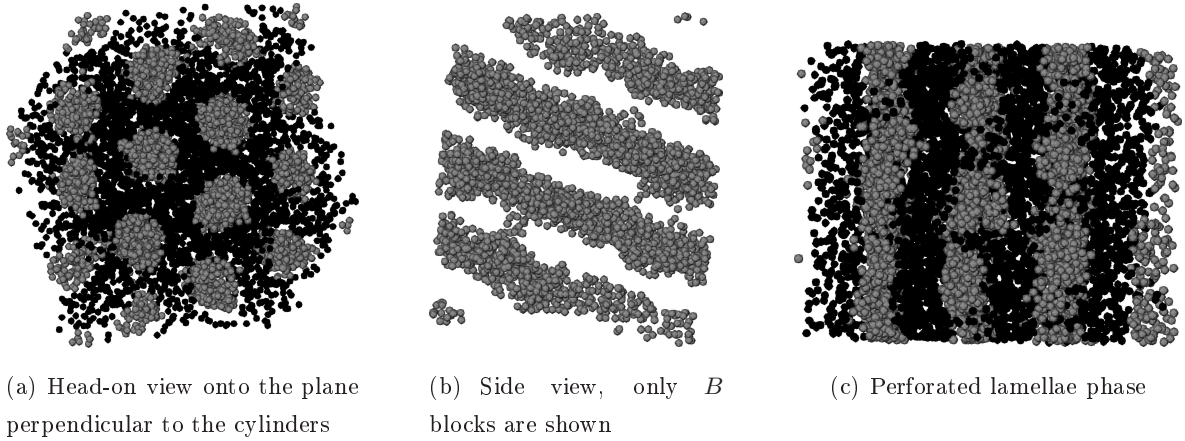 (a) Head-on view onto the plane
perpendicular to the cylinders
(b) Side view, only B
blocks are shown
(c) Perforated lamellae phase